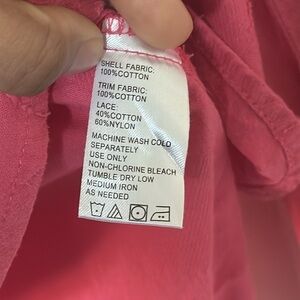 SHELL FABRIC:
100%COTTON
TRIM FABRIC:
100%COTTON
LACE:
40%COTTON
60%NYLON
MACHINE WASH COLD
SEPARATELY
USE ONLY
NON-CHLORINE BLEACH
TUMBLE DRY LOW
MEDIUM IRON
AS NEEDED